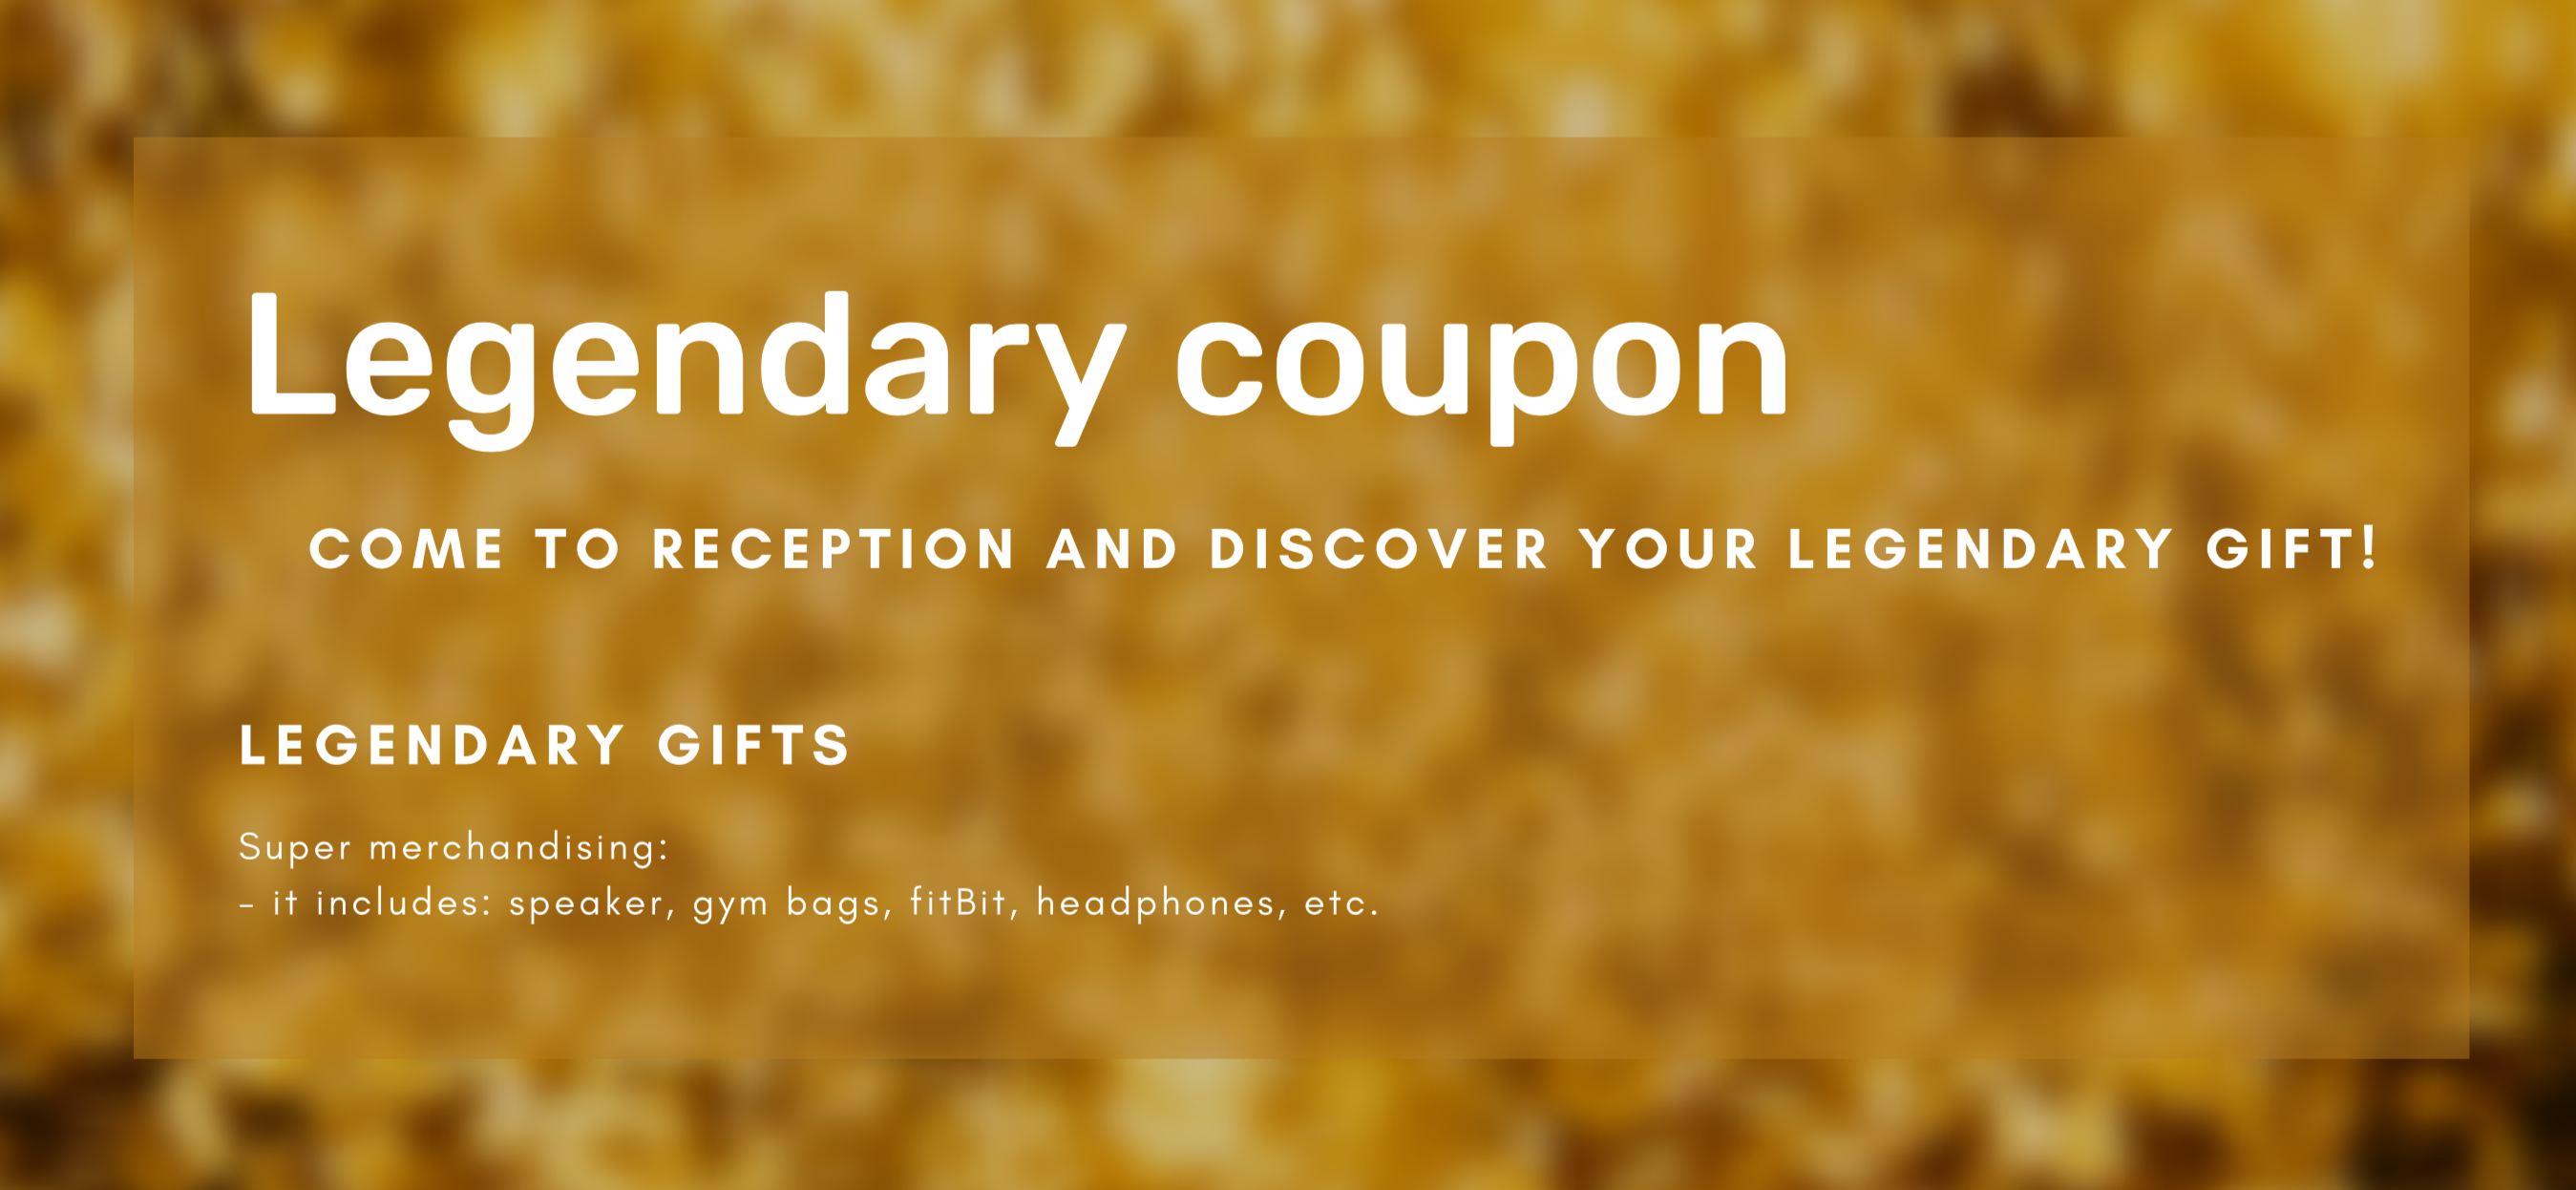 Legendary coupon
COME TO RECEPTION AND DISCOVER YOUR LEGENDARY GIFT!
LEGENDARY GIFTS
Super merchandising:
- it includes: speaker, gym bags, fitBit, headphones, etc.